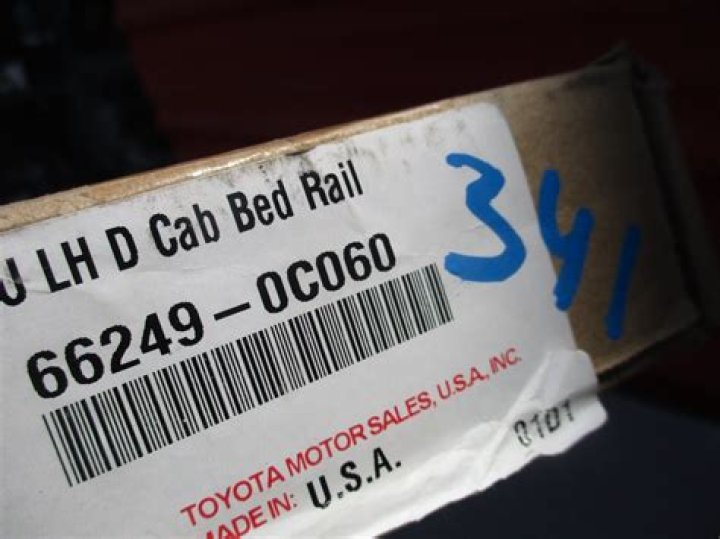 LH D Cab Bed Rail
66249-0C060
341
TOYOTA MOTOR SALES, U.S.A., INC.
MADE IN: U.S.A.
0101